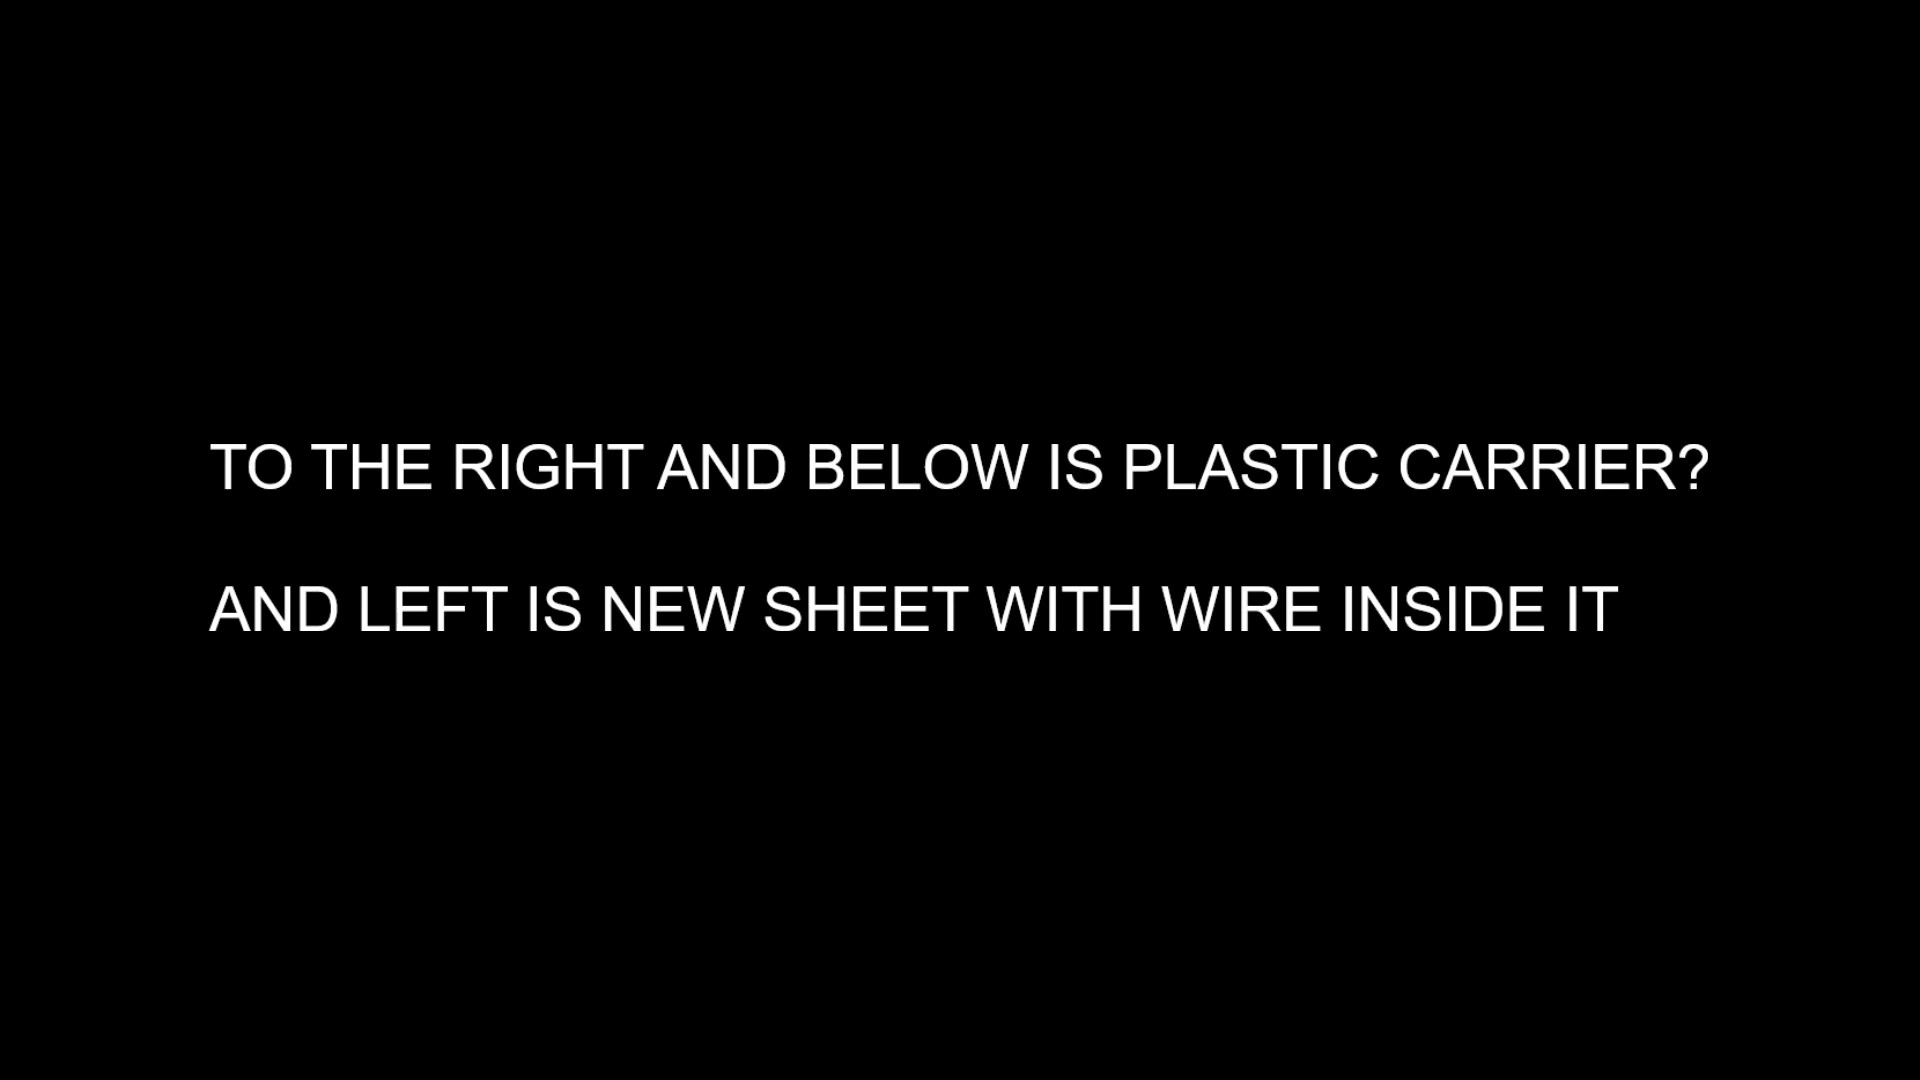 TO THE RIGHT AND BELOW IS PLASTIC CARRIER?
AND LEFT IS NEW SHEET WITH WIRE INSIDE IT